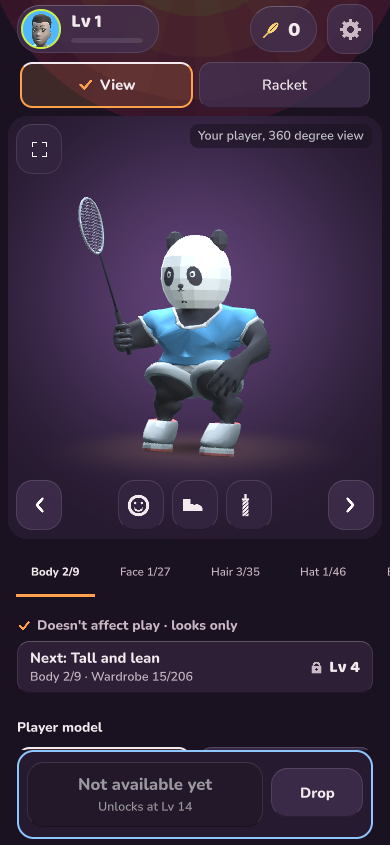 Lv 1
0
View
Racket
Your player, 360 degree view
Body 2/9
Face 1/27
Hair 3/35
Hat 1/46
Doesn't affect play · looks only
Next: Tall and lean
Body 2/9 · Wardrobe 15/206
Lv 4
Player model
Not available yet
Unlocks at Lv 14
Drop